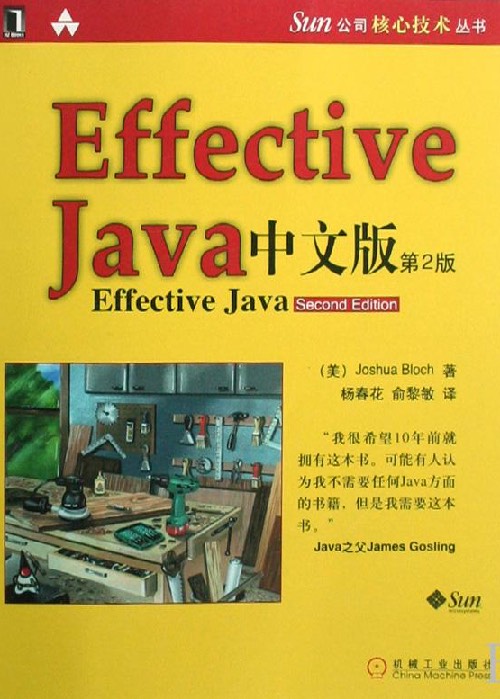 Sun 公司核心技术丛书
Effective
Java中文版 第2版
Effective Java Second Edition
（美） Joshua Bloch 著
杨春花 俞黎敏 译
“我很希望10年前就
拥有这本书。可能有人认
为我不需要任何Java方面
的书籍，但是我需要这本
书。”
Java之父James Gosling
Sun
机械工业出版社
China Machine Press